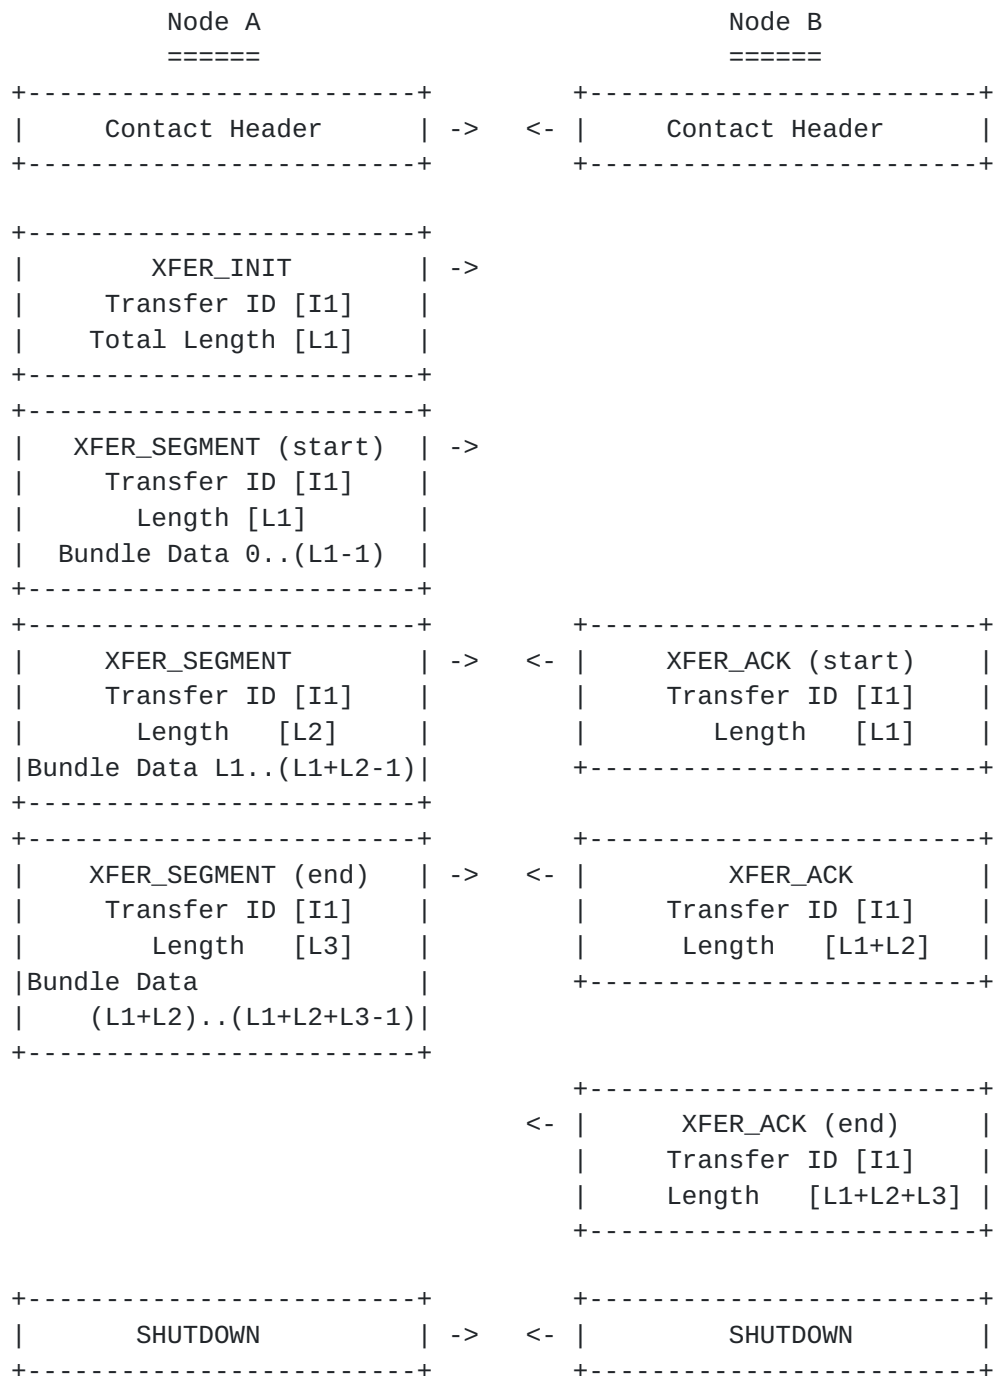 Node A                              Node B
          ======                              ======
+-------------------------+         +-------------------------+
|     Contact Header      | ->   <- |     Contact Header      |
+-------------------------+         +-------------------------+

+-------------------------+
|        XFER_INIT        | ->
|     Transfer ID [I1]    |
|    Total Length [L1]    |
+-------------------------+
+-------------------------+
|   XFER_SEGMENT (start)  | ->
|     Transfer ID [I1]    |
|       Length [L1]       |
|  Bundle Data 0..(L1-1)  |
+-------------------------+
+-------------------------+         +-------------------------+
|     XFER_SEGMENT        | ->   <- |     XFER_ACK (start)    |
|     Transfer ID [I1]    |         |     Transfer ID [I1]    |
|       Length   [L2]     |         |        Length   [L1]    |
|Bundle Data L1..(L1+L2-1)|         +-------------------------+
+-------------------------+
+-------------------------+         +-------------------------+
|    XFER_SEGMENT (end)   | ->   <- |         XFER_ACK        |
|     Transfer ID [I1]    |         |     Transfer ID [I1]    |
|        Length   [L3]    |         |      Length   [L1+L2]   |
|Bundle Data              |         +-------------------------+
|    (L1+L2)..(L1+L2+L3-1)|
+-------------------------+
                                    +-------------------------+
                                 <- |      XFER_ACK (end)     |
                                    |     Transfer ID [I1]    |
                                    |     Length   [L1+L2+L3] |
                                    +-------------------------+

+-------------------------+         +-------------------------+
|       SHUTDOWN          | ->   <- |         SHUTDOWN        |
+-------------------------+         +-------------------------+